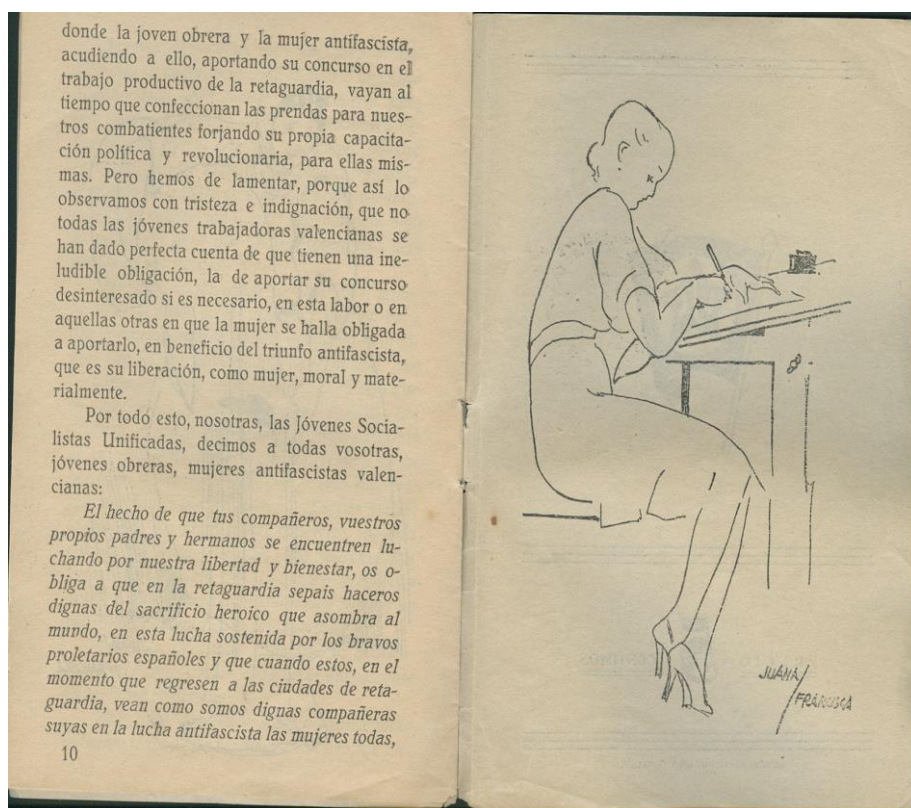 donde la joven obrera y la mujer antifascista,
acudiendo a ello, aportando su concurso en el
trabajo productivo de la retaguardia, vayan al
tiempo que confeccionan las prendas para nues-
tros combatientes forjando su propia capacita-
ción política y revolucionaria, para ellas mis-
mas. Pero hemos de lamentar, porque así lo
observamos con tristeza e indignación, que no
todas las jóvenes trabajadoras valencianas se
han dado perfecta cuenta de que tienen una ine-
ludible obligación, la de aportar su concurso
desinteresado si es necesario, en esta labor o en
aquellas otras en que la mujer se halla obligada
a aportarlo, en beneficio del triunfo antifascista,
que es su liberación, como mujer, moral y mate-
rialmente.
Por todo esto, nosotras, las Jóvenes Socia-
listas Unificadas, decimos a todas vosotras,
jóvenes obreras, mujeres antifascistas valen-
cianas:
El hecho de que tus compañeros, vuestros
propios padres y hermanos se encuentren lu-
chando por nuestra libertad y bienestar, os o-
bliga a que en la retaguardia sepais haceros
dignas del sacrificio heroico que asombra al
mundo, en esta lucha sostenida por los bravos
proletarios españoles y que cuando estos, en el
momento que regresen a las ciudades de reta-
guardia, vean como somos dignas compañeras
suyas en la lucha antifascista las mujeres todas,
10
JUANA
FRANCISCA